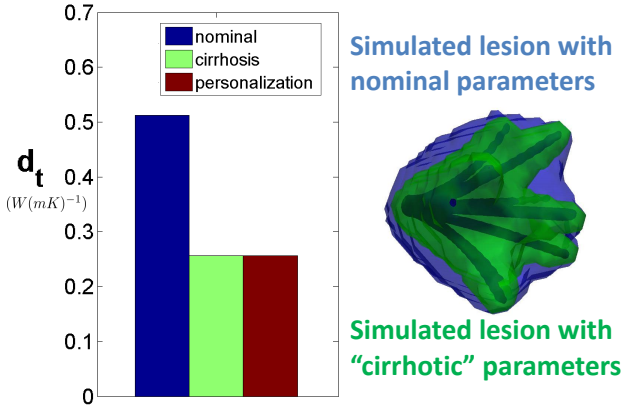 0.7
0.6
0.5
0.4
0.3
0.2
0.1
0
d_t
(W(mK)^{-1})
nominal
cirrhosis
personalization
Simulated lesion with
nominal parameters
Simulated lesion with
“cirrhotic” parameters